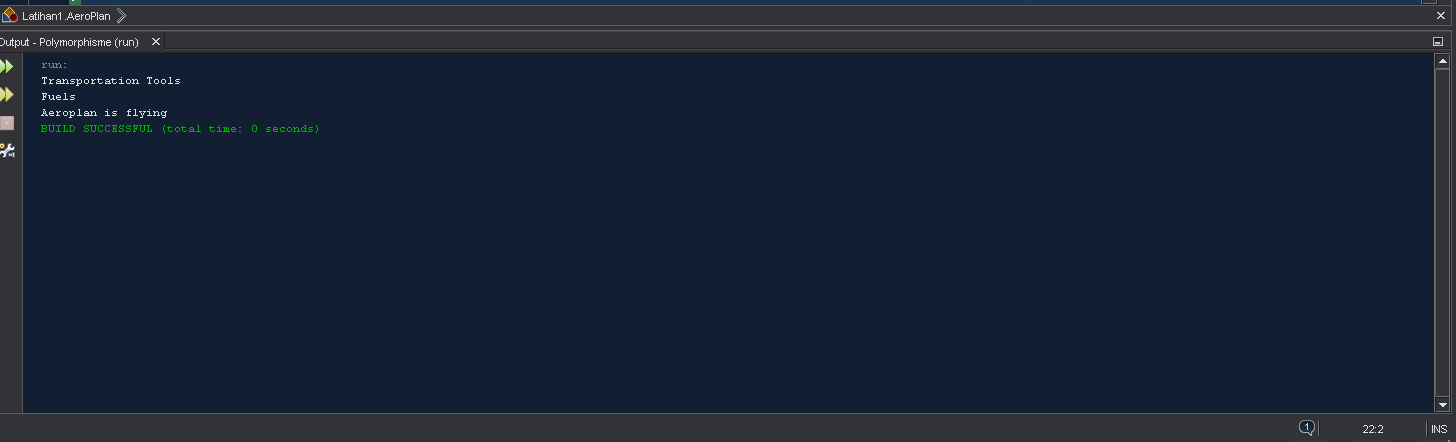 Latihan1.AeroPlan
Output - Polymorphisme (run)
run:
Transportation Tools
Fuels
Aeroplan is flying
BUILD SUCCESSFUL (total time: 0 seconds)
1
22:2
INS